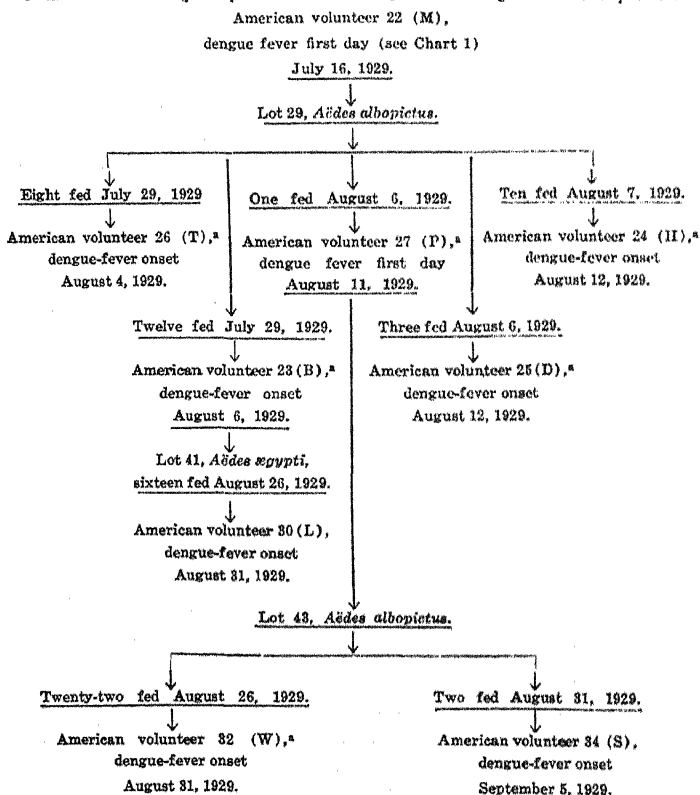 American volunteer 22 (M),
dengue fever first day (see Chart 1)
July 16, 1929.
Lot 29, Aëdes albopictus.
Eight fed July 29, 1929
American volunteer 26 (T),ª
dengue-fever onset
August 4, 1929.
One fed August 6, 1929.
American volunteer 27 (P),ª
dengue fever first day
August 11, 1929.
Ten fed August 7, 1929.
American volunteer 24 (H),ª
dengue-fever onset
August 12, 1929.
Twelve fed July 29, 1929.
American volunteer 23 (B),ª
dengue-fever onset
August 6, 1929.
Lot 41, Aëdes ægypti,
sixteen fed August 26, 1929.
American volunteer 30 (L),
dengue-fever onset
August 31, 1929.
Three fed August 6, 1929.
American volunteer 25 (D),ª
dengue-fever onset
August 12, 1929.
Lot 43, Aëdes albopictus.
Twenty-two fed August 26, 1929.
American volunteer 32 (W),ª
dengue-fever onset
August 31, 1929.
Two fed August 31, 1929.
American volunteer 34 (S),
dengue-fever onset
September 5, 1929.